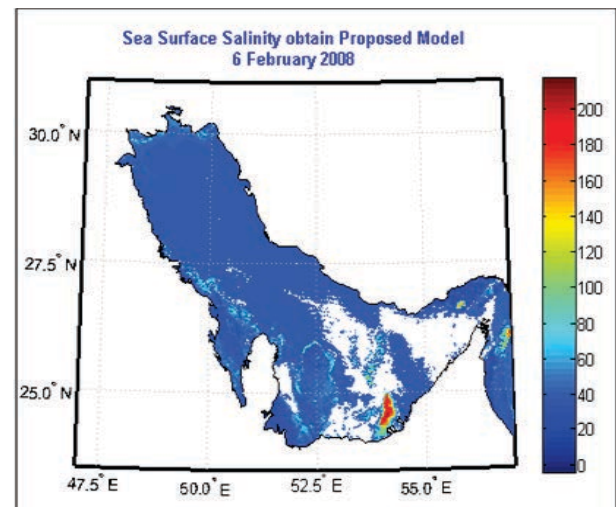 Sea Surface Salinity obtain Proposed Model
6 February 2008
30.0° N
27.5° N
25.0° N
47.5° E
50.0° E
52.5° E
55.0° E
200
180
160
140
120
100
80
60
40
20
0